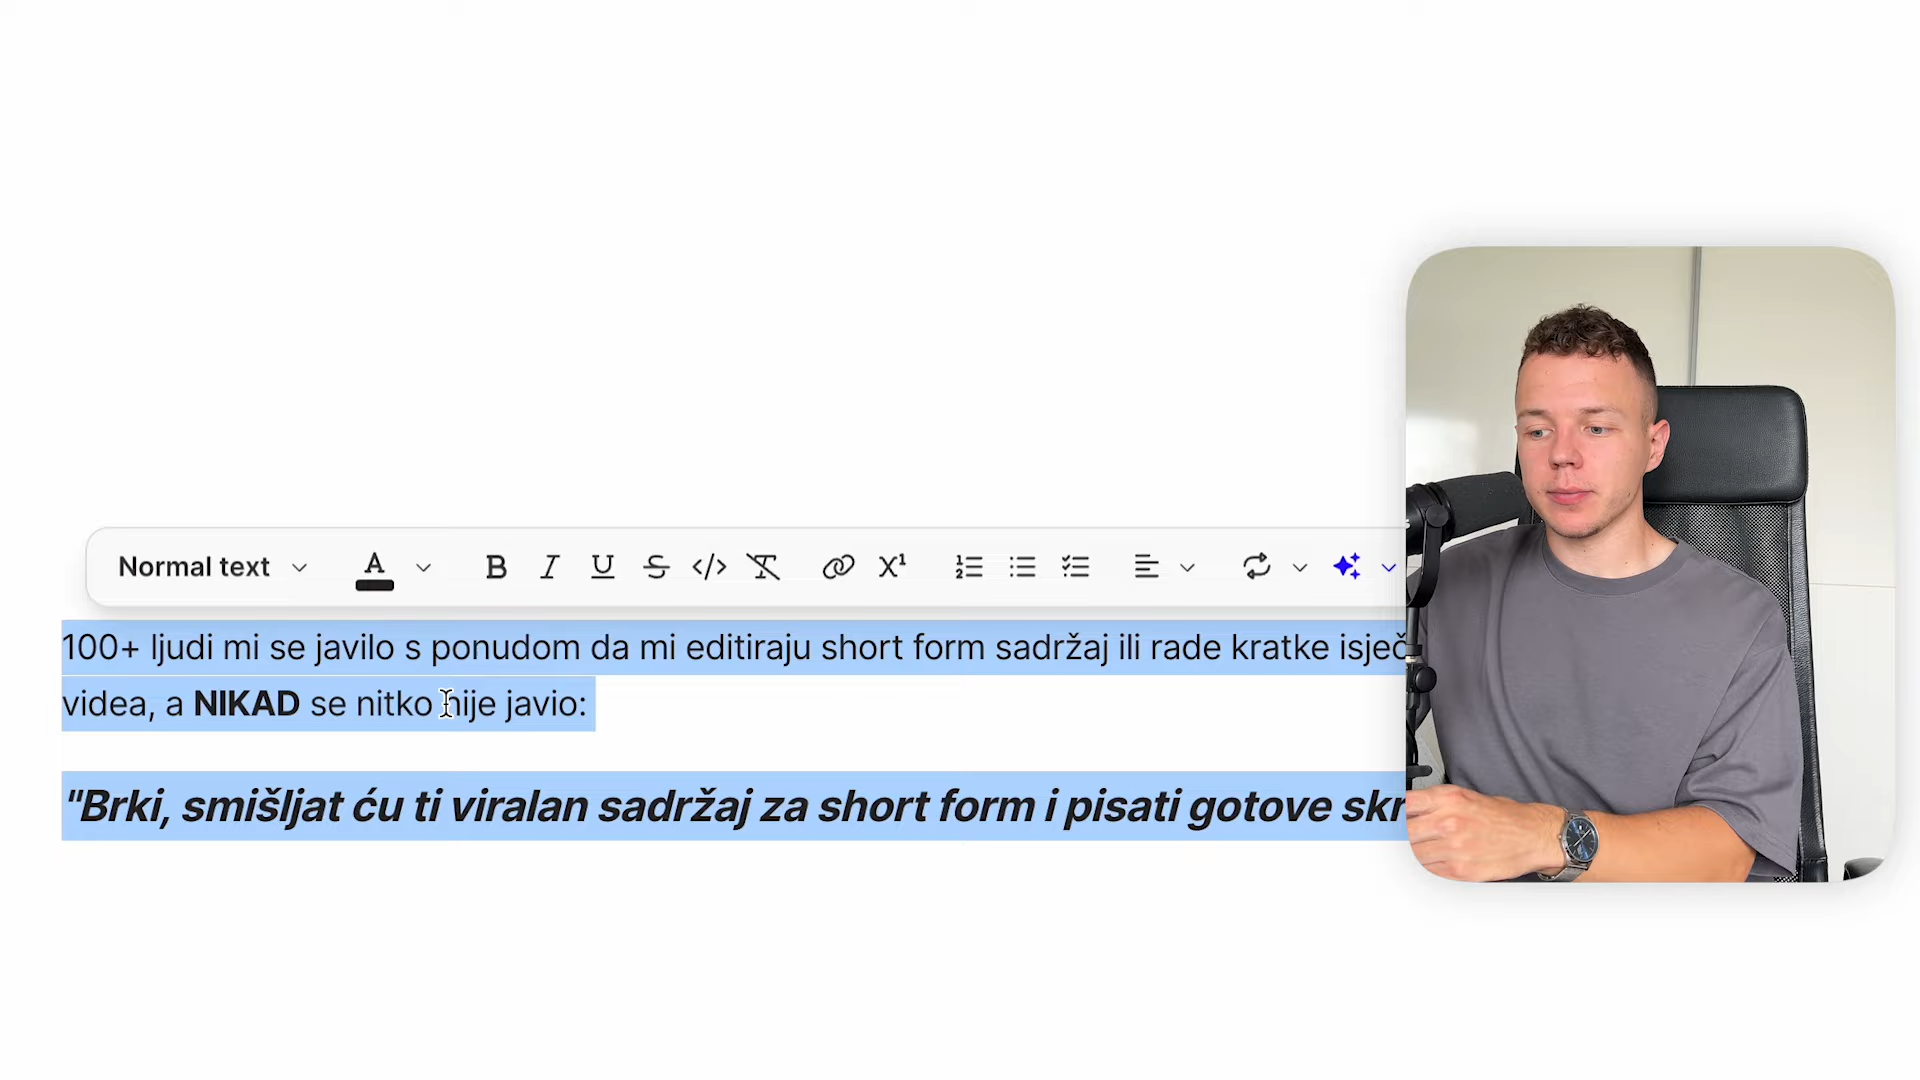 Normal text
100+ ljudi mi se javilo s ponudom da mi editiraju short form sadržaj ili rade kratke
videa, a NIKAD se nitko nije javio:
"Brki, smišljat ću ti viralan sadržaj za short form i pisati gotove